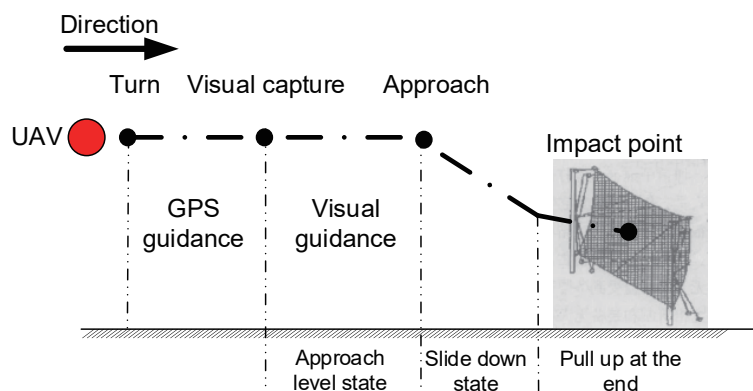 Direction
Turn
Visual capture
Approach
UAV
Impact point
GPS
guidance
Visual
guidance
Approach
level state
Slide down
state
Pull up at the
end